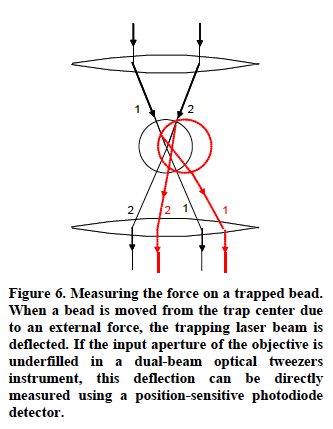 1 2
2 2 1 1
Figure 6. Measuring the force on a trapped bead.
When a bead is moved from the trap center due
to an external force, the trapping laser beam is
deflected. If the input aperture of the objective is
underfilled in a dual-beam optical tweezers
instrument, this deflection can be directly
measured using a position-sensitive photodiode
detector.